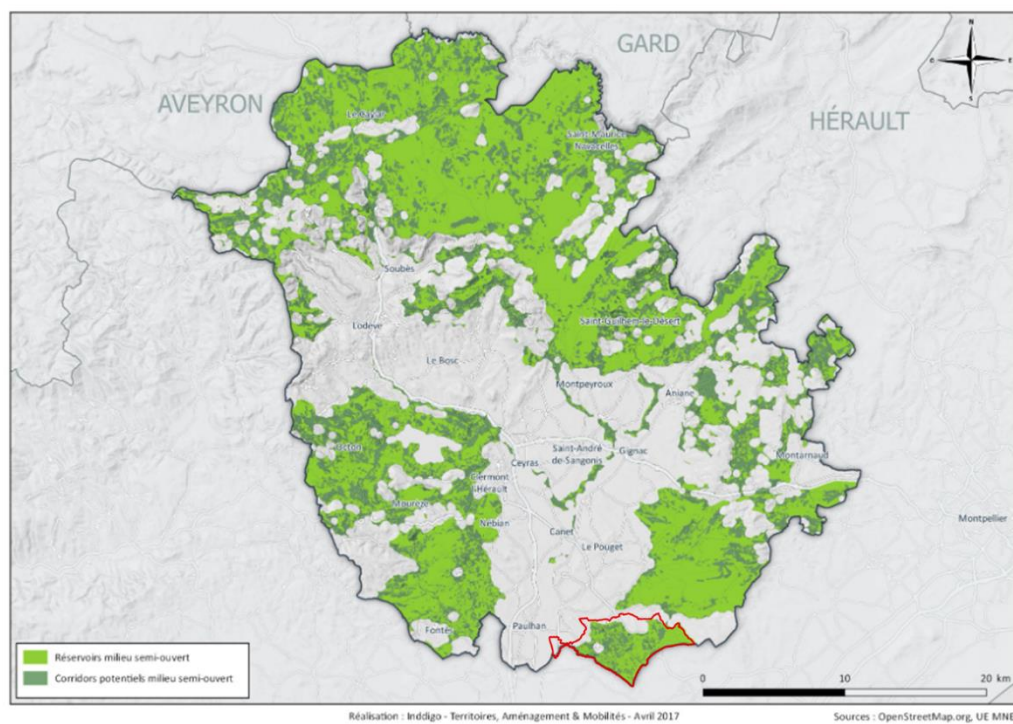 N
E
S
GARD
AVEYRON
HÉRAULT
Le Caylar
Saint-Maurice
Navacelles
Soubès
Saint-Guilhem-le-Désert
Lodève
Le Bosc
Montpeyroux
Aniane
Octon
Saint-André
de-Sangonis
Gignac
Montarnaud
Ceyras
Clermont
l'Hérault
Mourèze
Nébian
Canet
Le Pouget
Montpellier
Fontès
Paulhan
Réservoirs milieu semi-ouvert
Corridors potentiels milieu semi-ouvert
0 10 20 km
Réalisation : Inddigo - Territoires, Aménagement & Mobilités - Avril 2017
Sources : OpenStreetMap.org, UE MNE